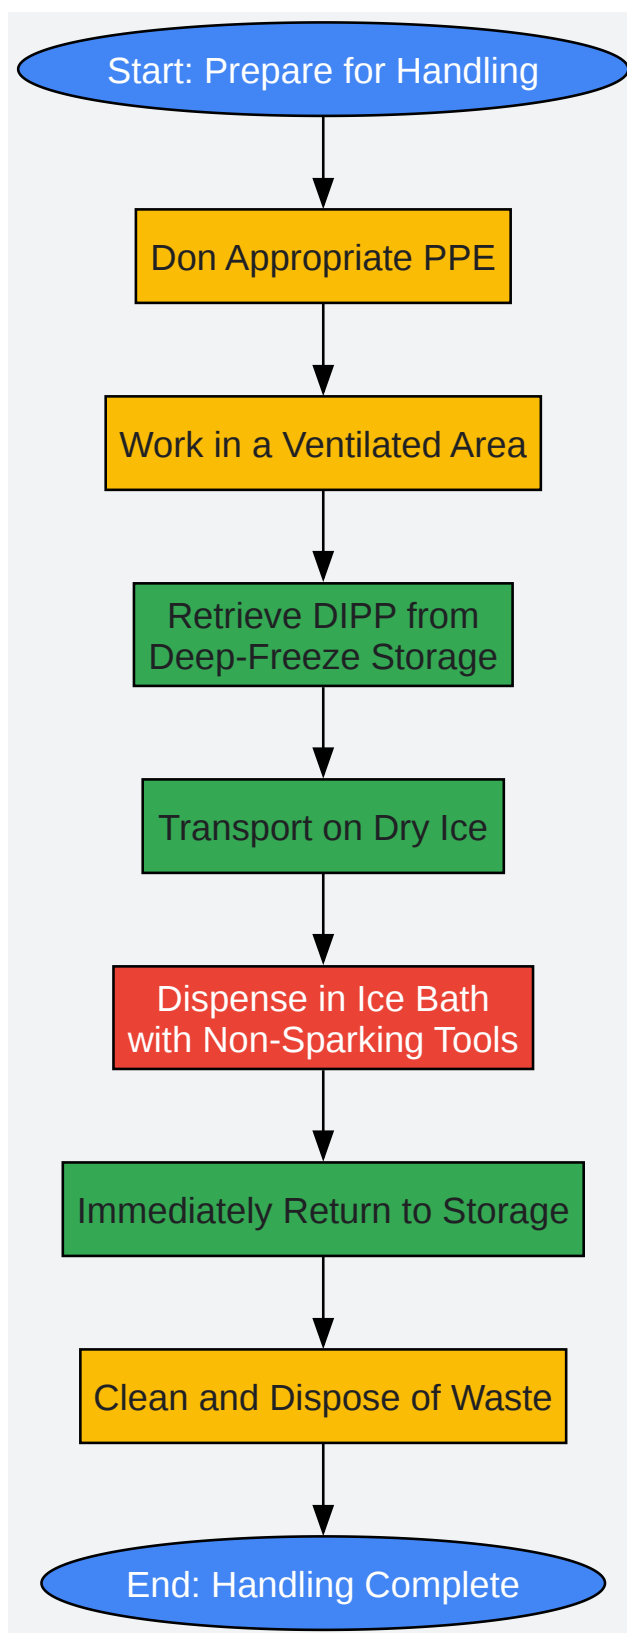 Start: Prepare for Handling
Don Appropriate PPE
Work in a Ventilated Area
Retrieve DIPP from
Deep-Freeze Storage
Transport on Dry Ice
Dispense in Ice Bath
with Non-Sparking Tools
Immediately Return to Storage
Clean and Dispose of Waste
End: Handling Complete